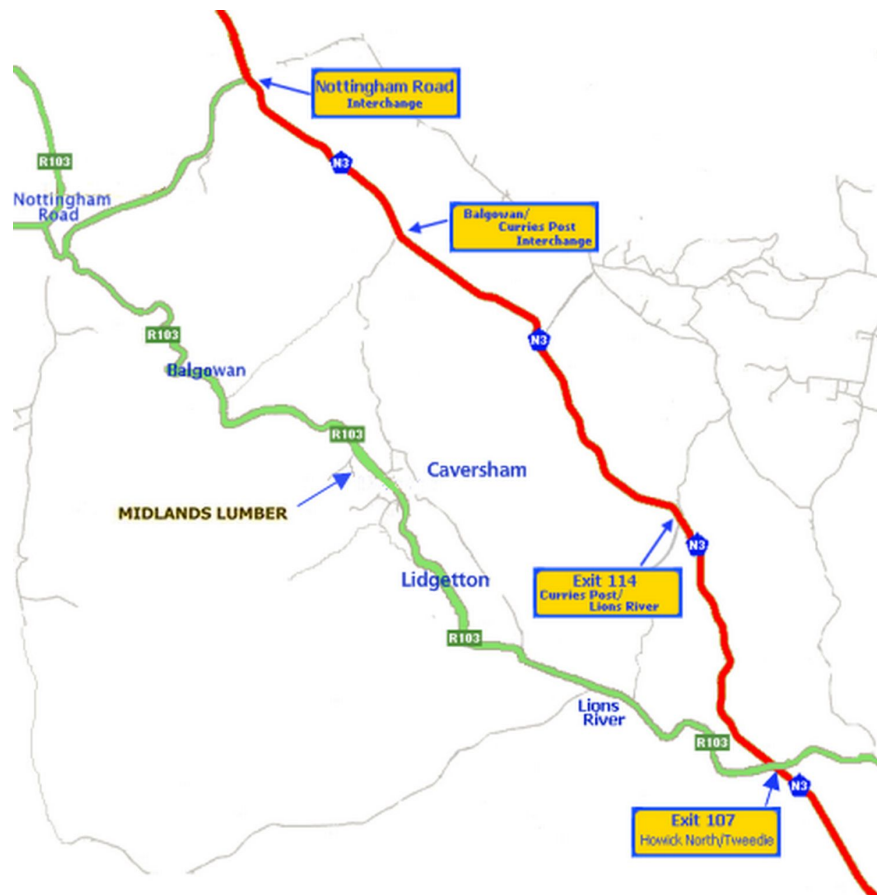 Nottingham Road
Interchange
R103
N3
Nottingham
Road
Balgowan/
Curries Post
Interchange
R103
N3
Balgowan
R103
Caversham
MIDLANDS LUMBER
N3
Exit 114
Curries Post/
Lions River
Lidgetton
R103
Lions
River
R103
N3
Exit 107
Howick North/Tweedie